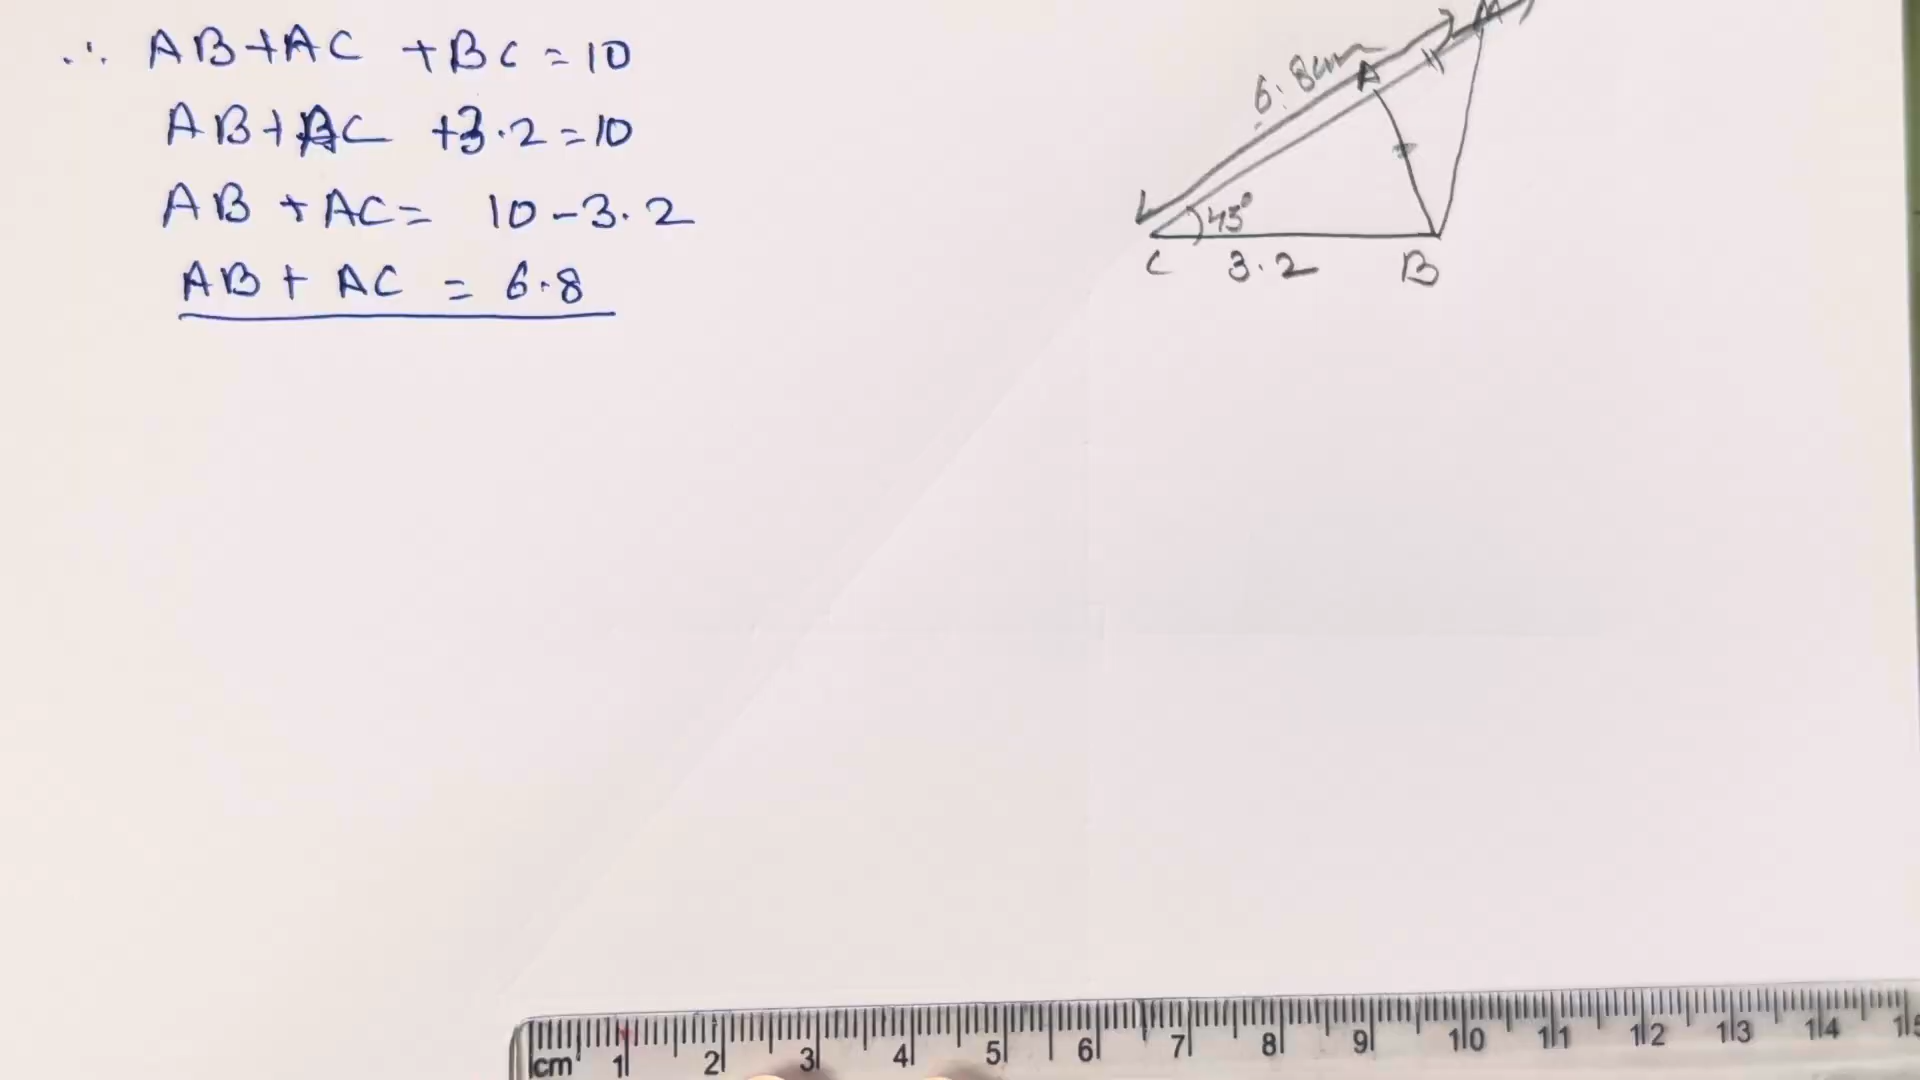 ∴ AB+AC +BC=10
AB+AC +3.2=10
AB +AC= 10-3.2
AB + AC = 6.8
6.8cm
A
45°
C 3.2 B
cm 1 2 3 4 5 6 7 8 9 10 11 12 13 14 15